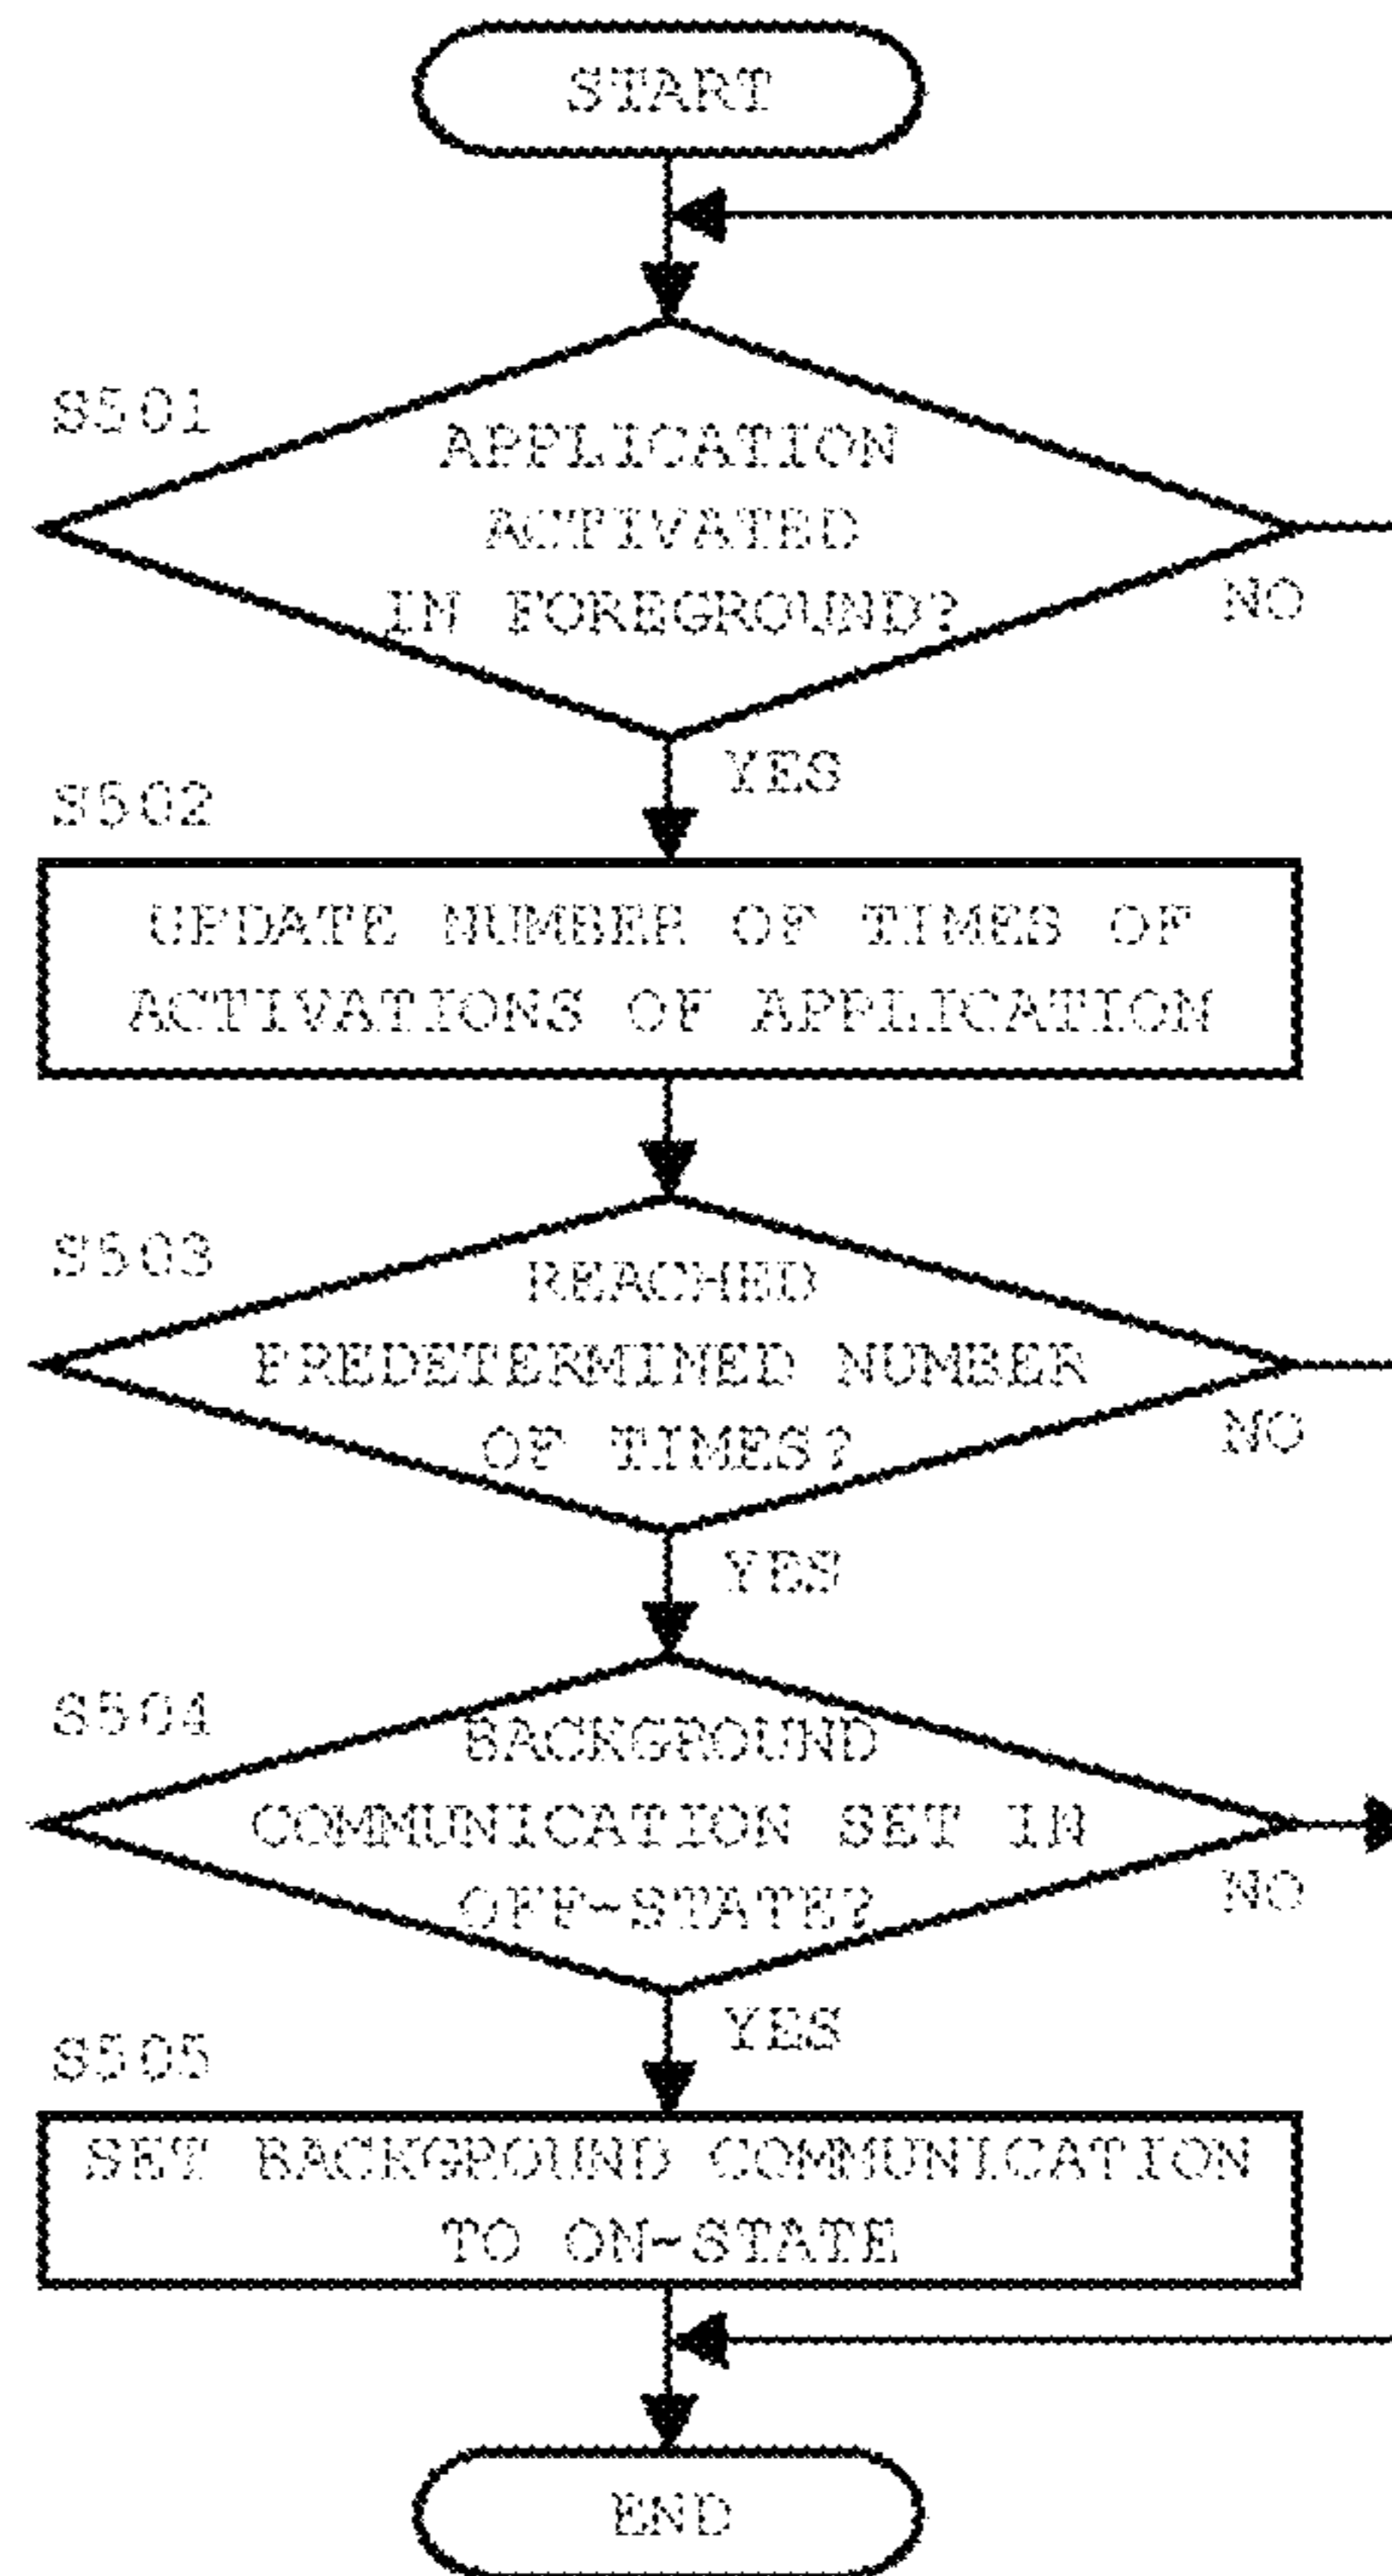 START
S501
APPLICATION
ACTIVATED
IN FOREGROUND?
NO
YES
S502
UPDATE NUMBER OF TIMES OF
ACTIVATIONS OF APPLICATION
S503
REACHED
PREDETERMINED NUMBER
OF TIMES?
NO
YES
S504
BACKGROUND
COMMUNICATION SET IN
OFF-STATE?
NO
YES
S505
SET BACKGROUND COMMUNICATION
TO ON-STATE
END